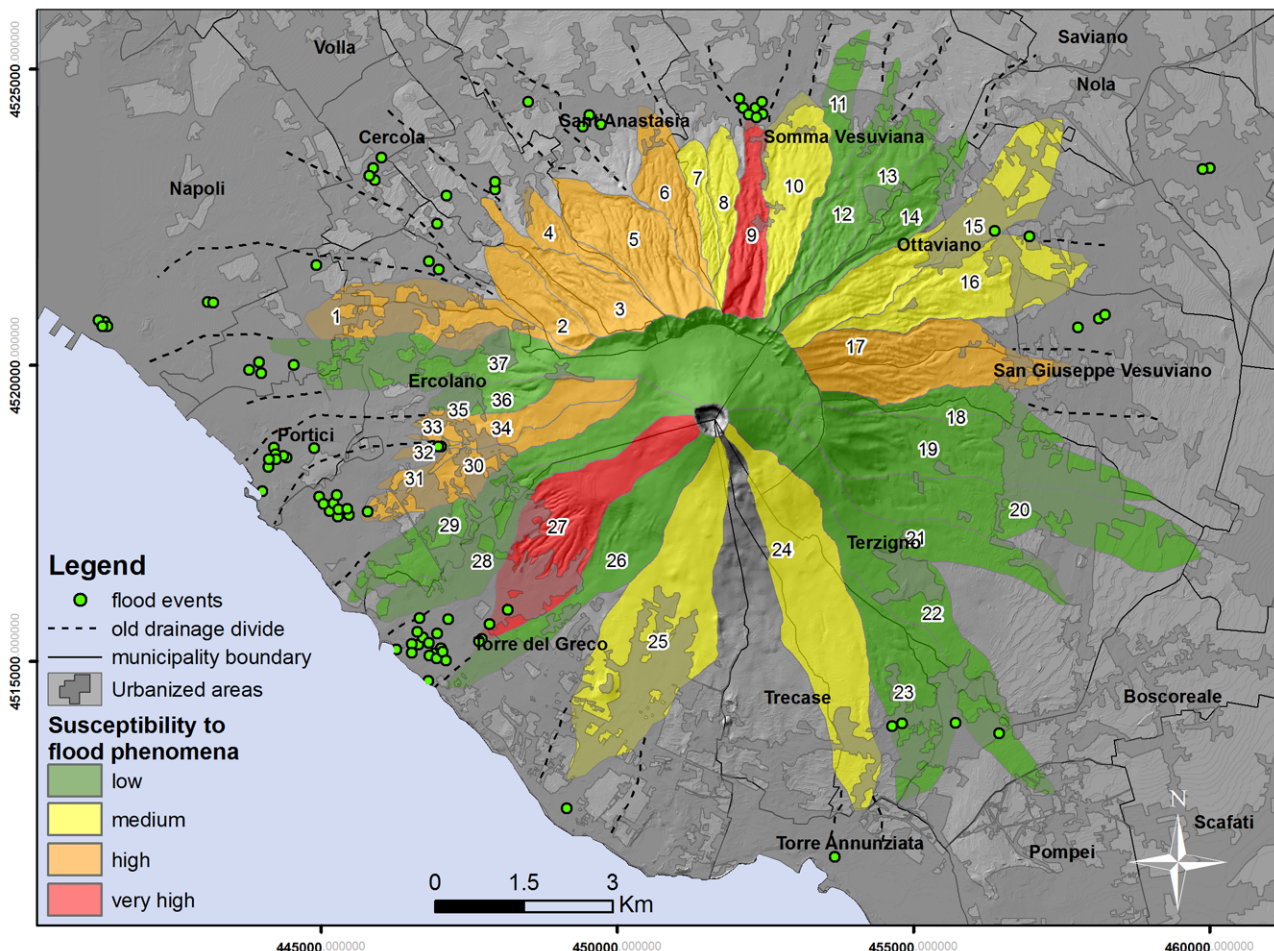 Volla
Saviano
Nola
Cercola
Sant'Anastasia
Somma Vesuviana
Napoli
Ottaviano
Ercolano
San Giuseppe Vesuviano
Portici
Terzigno
Torre del Greco
Trecase
Boscoreale
Torre Annunziata
Pompei
Scafati
1
2
3
4
5
6
7
8
9
10
11
12
13
14
15
16
17
18
19
20
21
22
23
24
25
26
27
28
29
30
31
32
33
34
35
36
37
4525000.000000
4520000.000000
4515000.000000
445000.000000
450000.000000
455000.000000
460000.000000
Legend
flood events
old drainage divide
municipality boundary
Urbanized areas
Susceptibility to
flood phenomena
low
medium
high
very high
0 1.5 3
Km
N